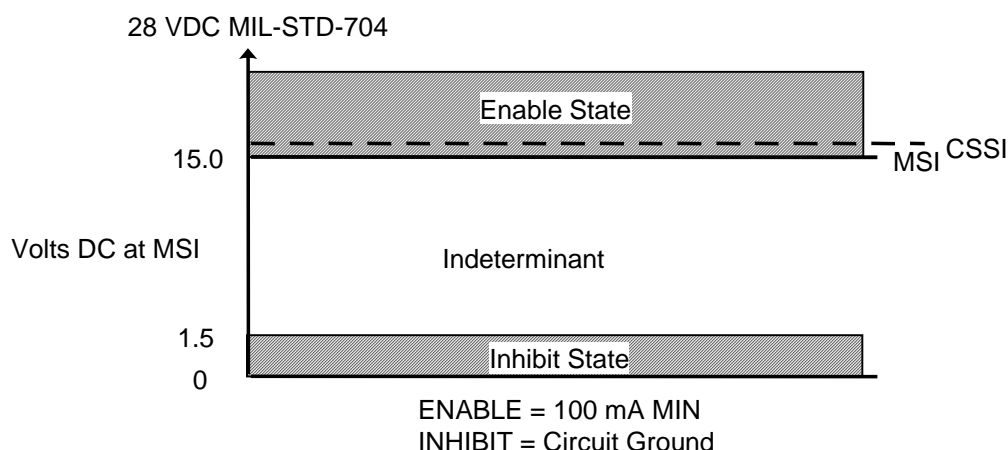 28 VDC MIL-STD-704
Enable State
CSSI
15.0
MSI
Volts DC at MSI
Indeterminant
1.5
Inhibit State
0
ENABLE = 100 mA MIN
INHIBIT = Circuit Ground